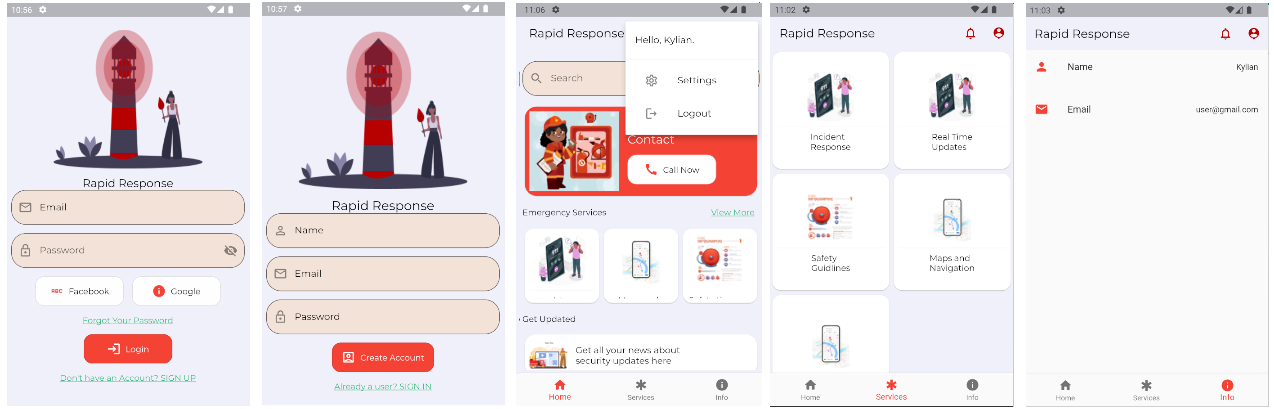 10:56
Rapid Response
Email
Password
ABC Facebook
Google
Forgot Your Password
Login
Don't have an Account? SIGN UP
10:57
Rapid Response
Name
Email
Password
Create Account
Already a user? SIGN IN
11:06
Rapid Response
Hello, Kylian.
Settings
Logout
Search
Contact
Call Now
Emergency Services
View More
Get Updated
Get all your news about
security updates here
Home
Services
Info
11:02
Rapid Response
Incident
Response
Real Time
Updates
Safety
Guidlines
Maps and
Navigation
Home
Services
Info
11:03
Rapid Response
Name
Kylian
Email
user@gmail.com
Home
Services
Info